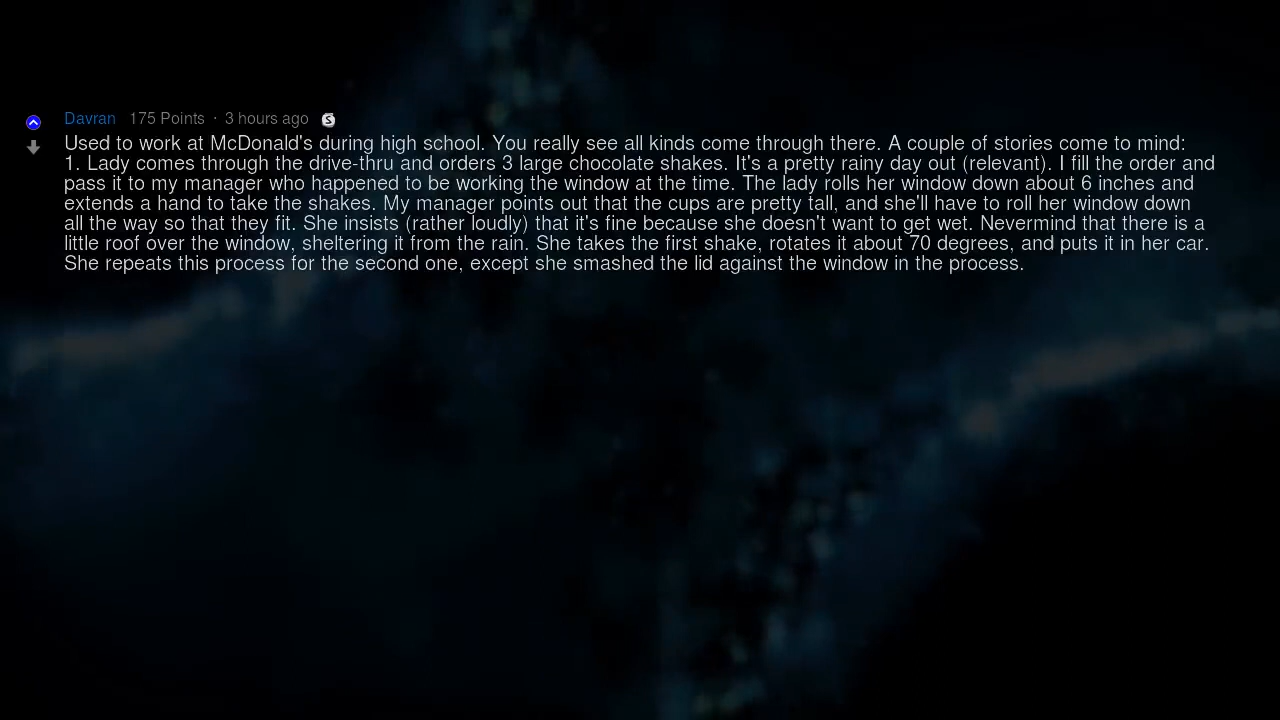 Davran 175 Points · 3 hours ago S
Used to work at McDonald's during high school. You really see all kinds come through there. A couple of stories come to mind:
1. Lady comes through the drive-thru and orders 3 large chocolate shakes. It's a pretty rainy day out (relevant). I fill the order and
pass it to my manager who happened to be working the window at the time. The lady rolls her window down about 6 inches and
extends a hand to take the shakes. My manager points out that the cups are pretty tall, and she'll have to roll her window down
all the way so that they fit. She insists (rather loudly) that it's fine because she doesn't want to get wet. Nevermind that there is a
little roof over the window, sheltering it from the rain. She takes the first shake, rotates it about 70 degrees, and puts it in her car.
She repeats this process for the second one, except she smashed the lid against the window in the process.